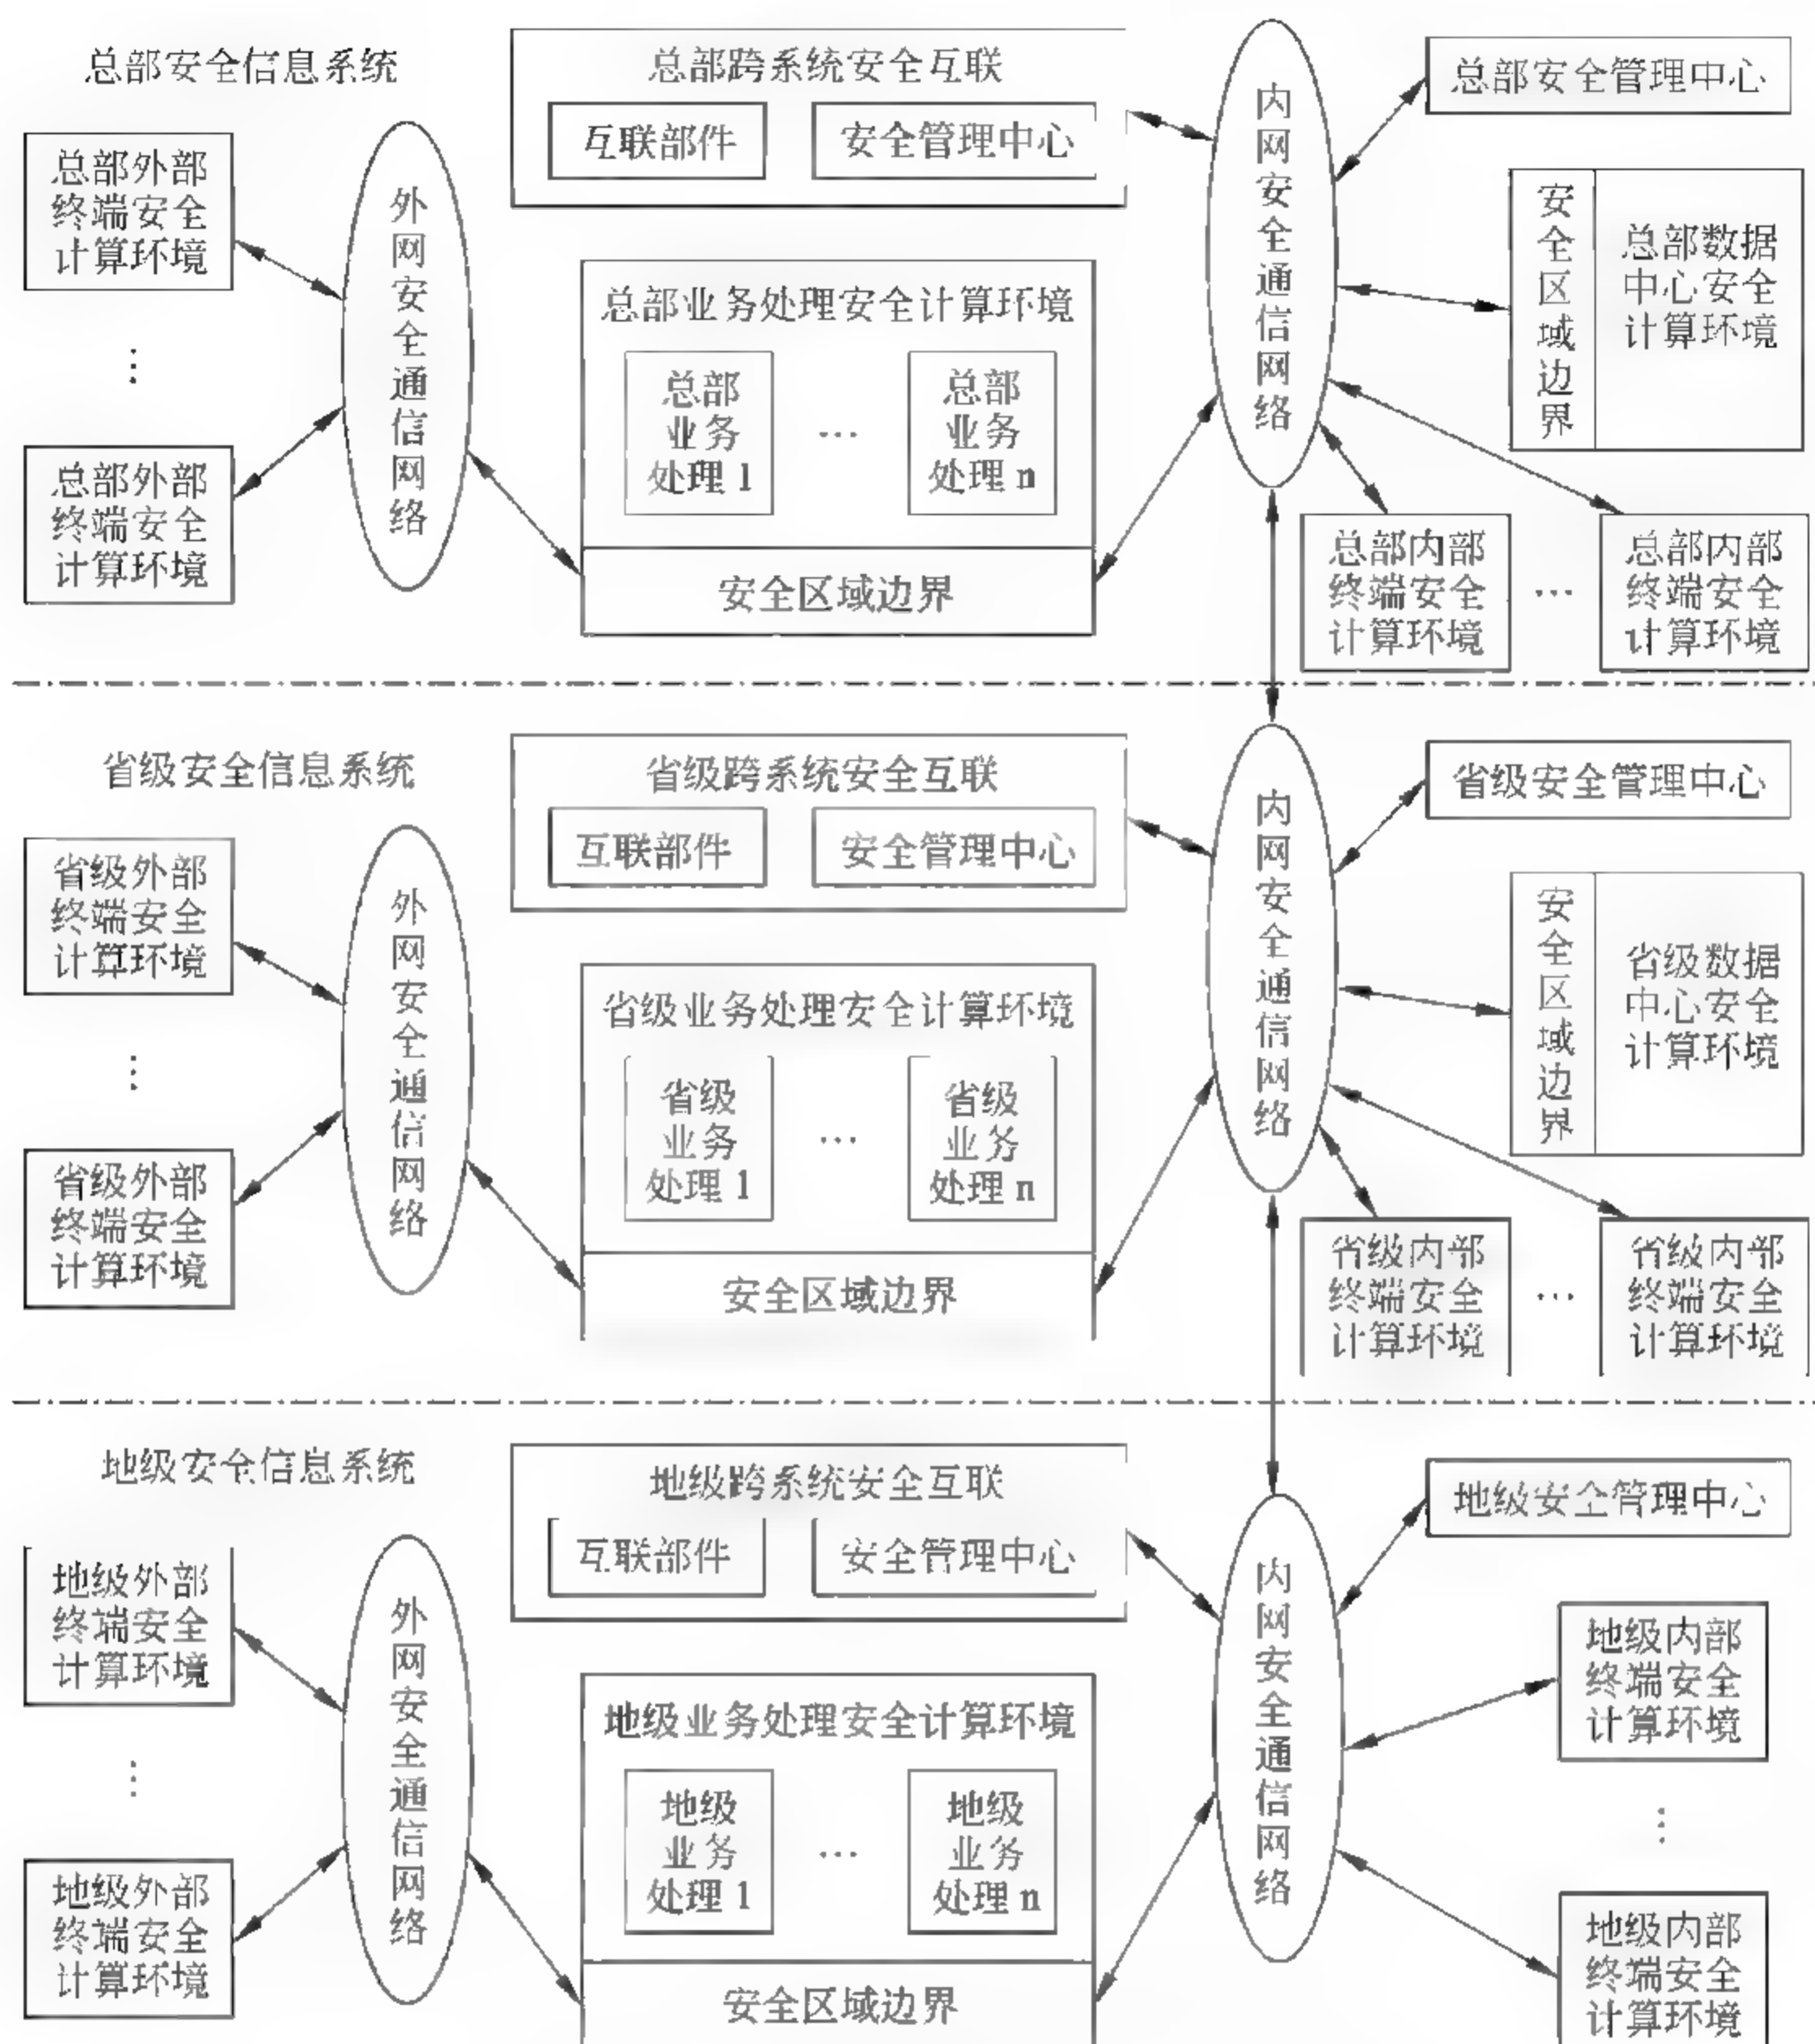 总部安全信息系统
总部跨系统安全互联
互联部件
安全管理中心
总部安全管理中心
总部外部
终端安全
计算环境
⋮
总部外部
终端安全
计算环境
外网安全通信网络
总部业务处理安全计算环境
总部
业务
处理1
…
总部
业务
处理n
安全区域边界
内网安全通信网络
安全区域边界
总部数据
中心安全
计算环境
总部内部
终端安全
计算环境
…
总部内部
终端安全
计算环境
省级安全信息系统
省级跨系统安全互联
互联部件
安全管理中心
省级安全管理中心
省级外部
终端安全
计算环境
⋮
省级外部
终端安全
计算环境
外网安全通信网络
省级业务处理安全计算环境
省级
业务
处理1
…
省级
业务
处理n
安全区域边界
内网安全通信网络
安全区域边界
省级数据
中心安全
计算环境
省级内部
终端安全
计算环境
…
省级内部
终端安全
计算环境
地级安全信息系统
地级跨系统安全互联
互联部件
安全管理中心
地级安全管理中心
地级外部
终端安全
计算环境
⋮
地级外部
终端安全
计算环境
外网安全通信网络
地级业务处理安全计算环境
地级
业务
处理1
…
地级
业务
处理n
安全区域边界
内网安全通信网络
地级内部
终端安全
计算环境
⋮
地级内部
终端安全
计算环境